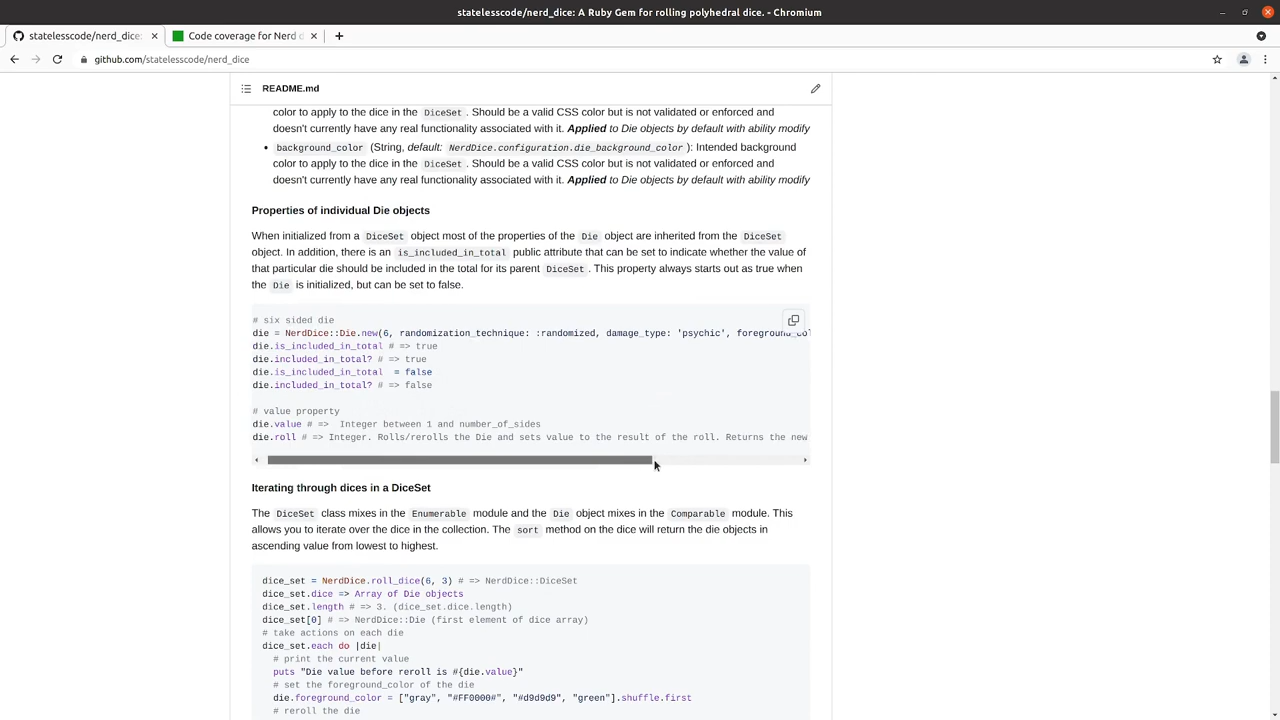 statelesscode/nerd_dice: A Ruby Gem for rolling polyhedral dice. - Chromium
statelesscode/nerd_dice:
Code coverage for Nerd d
github.com/statelesscode/nerd_dice
README.md
color to apply to the dice in the DiceSet. Should be a valid CSS color but is not validated or enforced and
doesn't currently have any real functionality associated with it. Applied to Die objects by default with ability modify
• background_color (String, default: NerdDice.configuration.die_background_color): Intended background
color to apply to the dice in the DiceSet. Should be a valid CSS color but is not validated or enforced and
doesn't currently have any real functionality associated with it. Applied to Die objects by default with ability modify
Properties of individual Die objects
When initialized from a DiceSet object most of the properties of the Die object are inherited from the DiceSet
object. In addition, there is an is_included_in_total public attribute that can be set to indicate whether the value of
that particular die should be included in the total for its parent DiceSet. This property always starts out as true when
the Die is initialized, but can be set to false.
# six sided die
die = NerdDice::Die.new(6, randomization_technique: :randomized, damage_type: 'psychic', foreground_col
die.is_included_in_total # => true
die.included_in_total? # => true
die.is_included_in_total  = false
die.included_in_total? # => false
# value property
die.value # =>  Integer between 1 and number_of_sides
die.roll # => Integer. Rolls/rerolls the Die and sets value to the result of the roll. Returns the new
Iterating through dices in a DiceSet
The DiceSet class mixes in the Enumerable module and the Die object mixes in the Comparable module. This
allows you to iterate over the dice in the collection. The sort method on the dice will return the die objects in
ascending value from lowest to highest.
dice_set = NerdDice.roll_dice(6, 3) # => NerdDice::DiceSet
dice_set.dice => Array of Die objects
dice_set.length # => 3. (dice_set.dice.length)
dice_set[0] # => NerdDice::Die (first element of dice array)
# take actions on each die
dice_set.each do |die|
# print the current value
puts "Die value before reroll is #{die.value}"
# set the foreground_color of the die
die.foreground_color = ["gray", "#FF0000#", "#d9d9d9", "green"].shuffle.first
# reroll the die